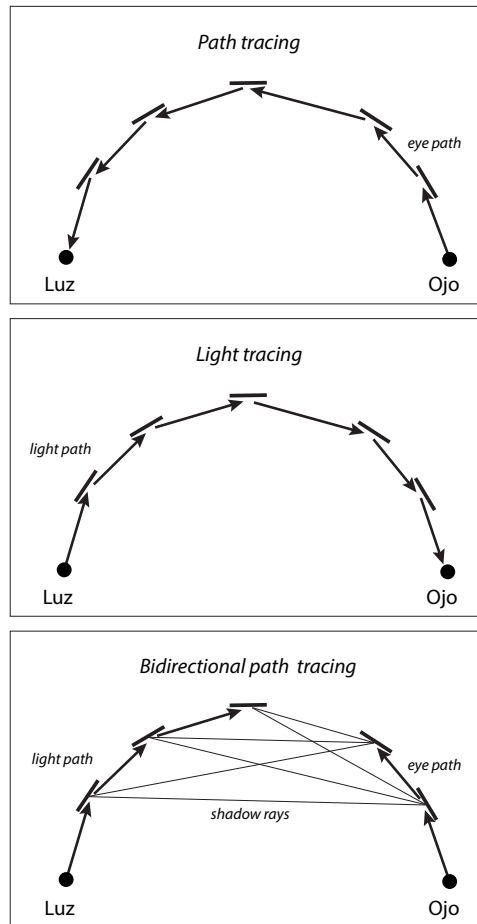 Path tracing
eye path
Luz
Ojo
Light tracing
light path
Luz
Ojo
Bidirectional path tracing
light path
eye path
shadow rays
Luz
Ojo